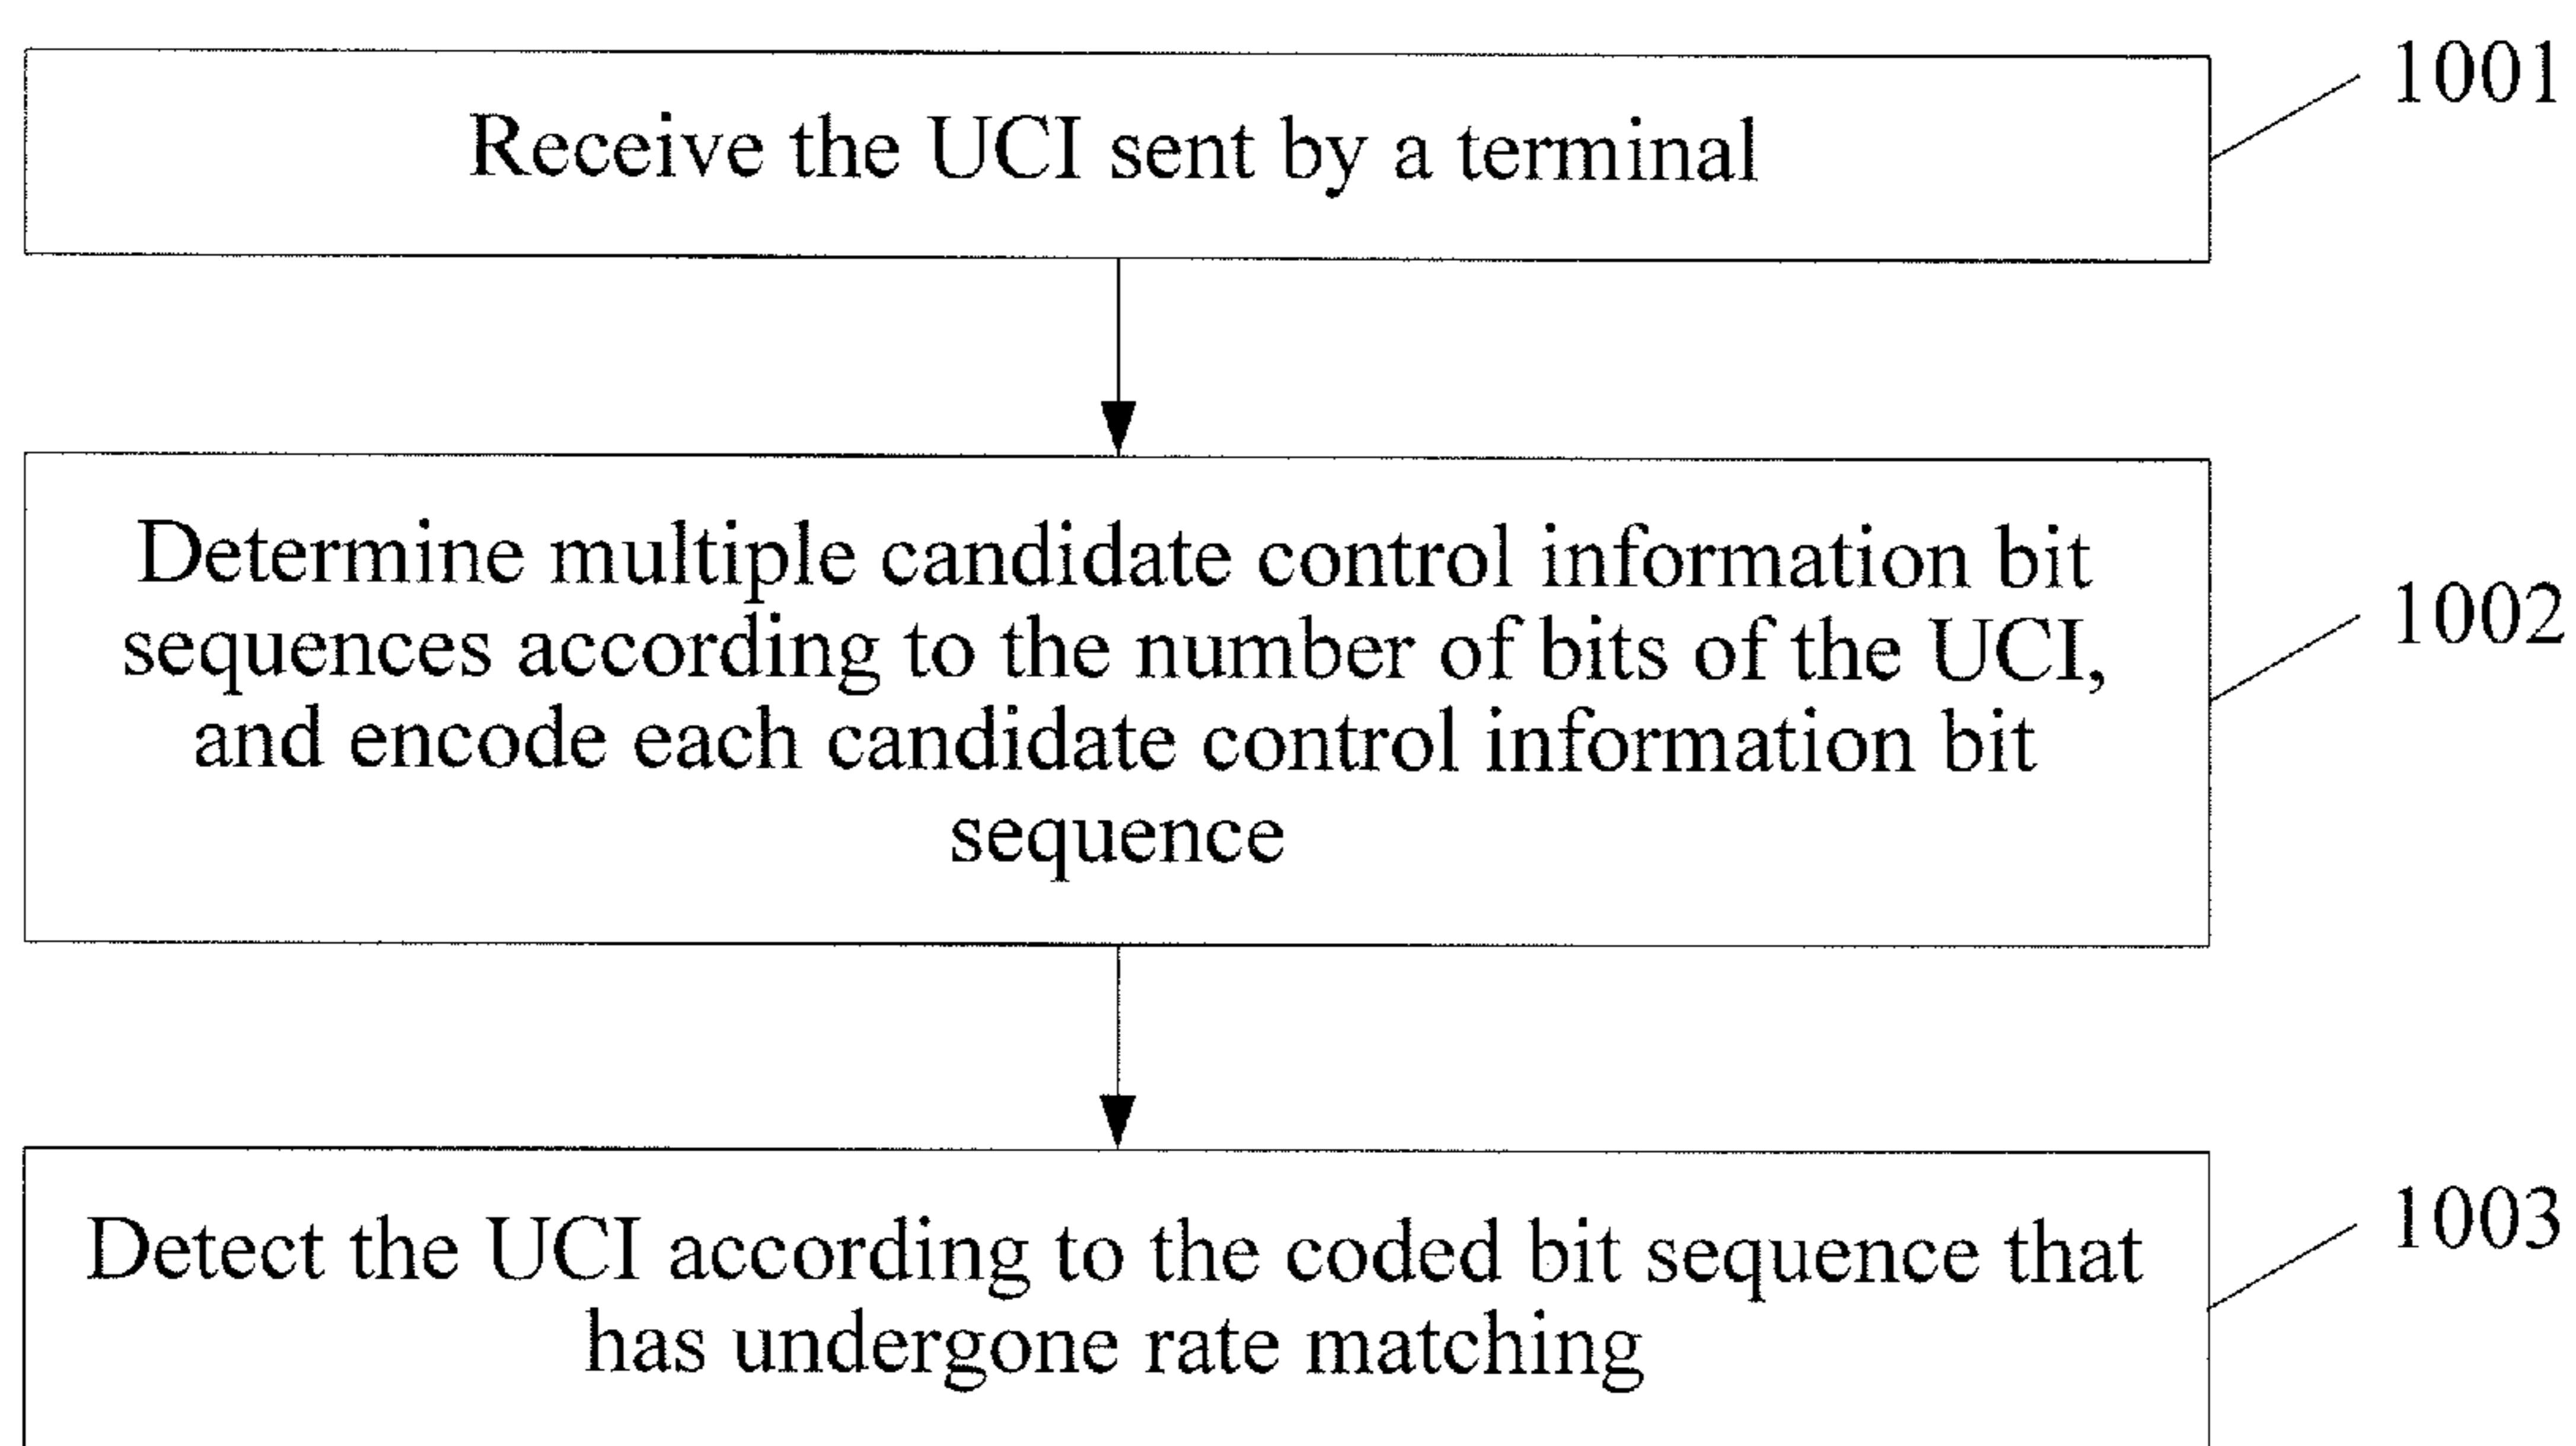 Receive the UCI sent by a terminal
1001
Determine multiple candidate control information bit
sequences according to the number of bits of the UCI,
and encode each candidate control information bit
sequence
1002
Detect the UCI according to the coded bit sequence that
has undergone rate matching
1003